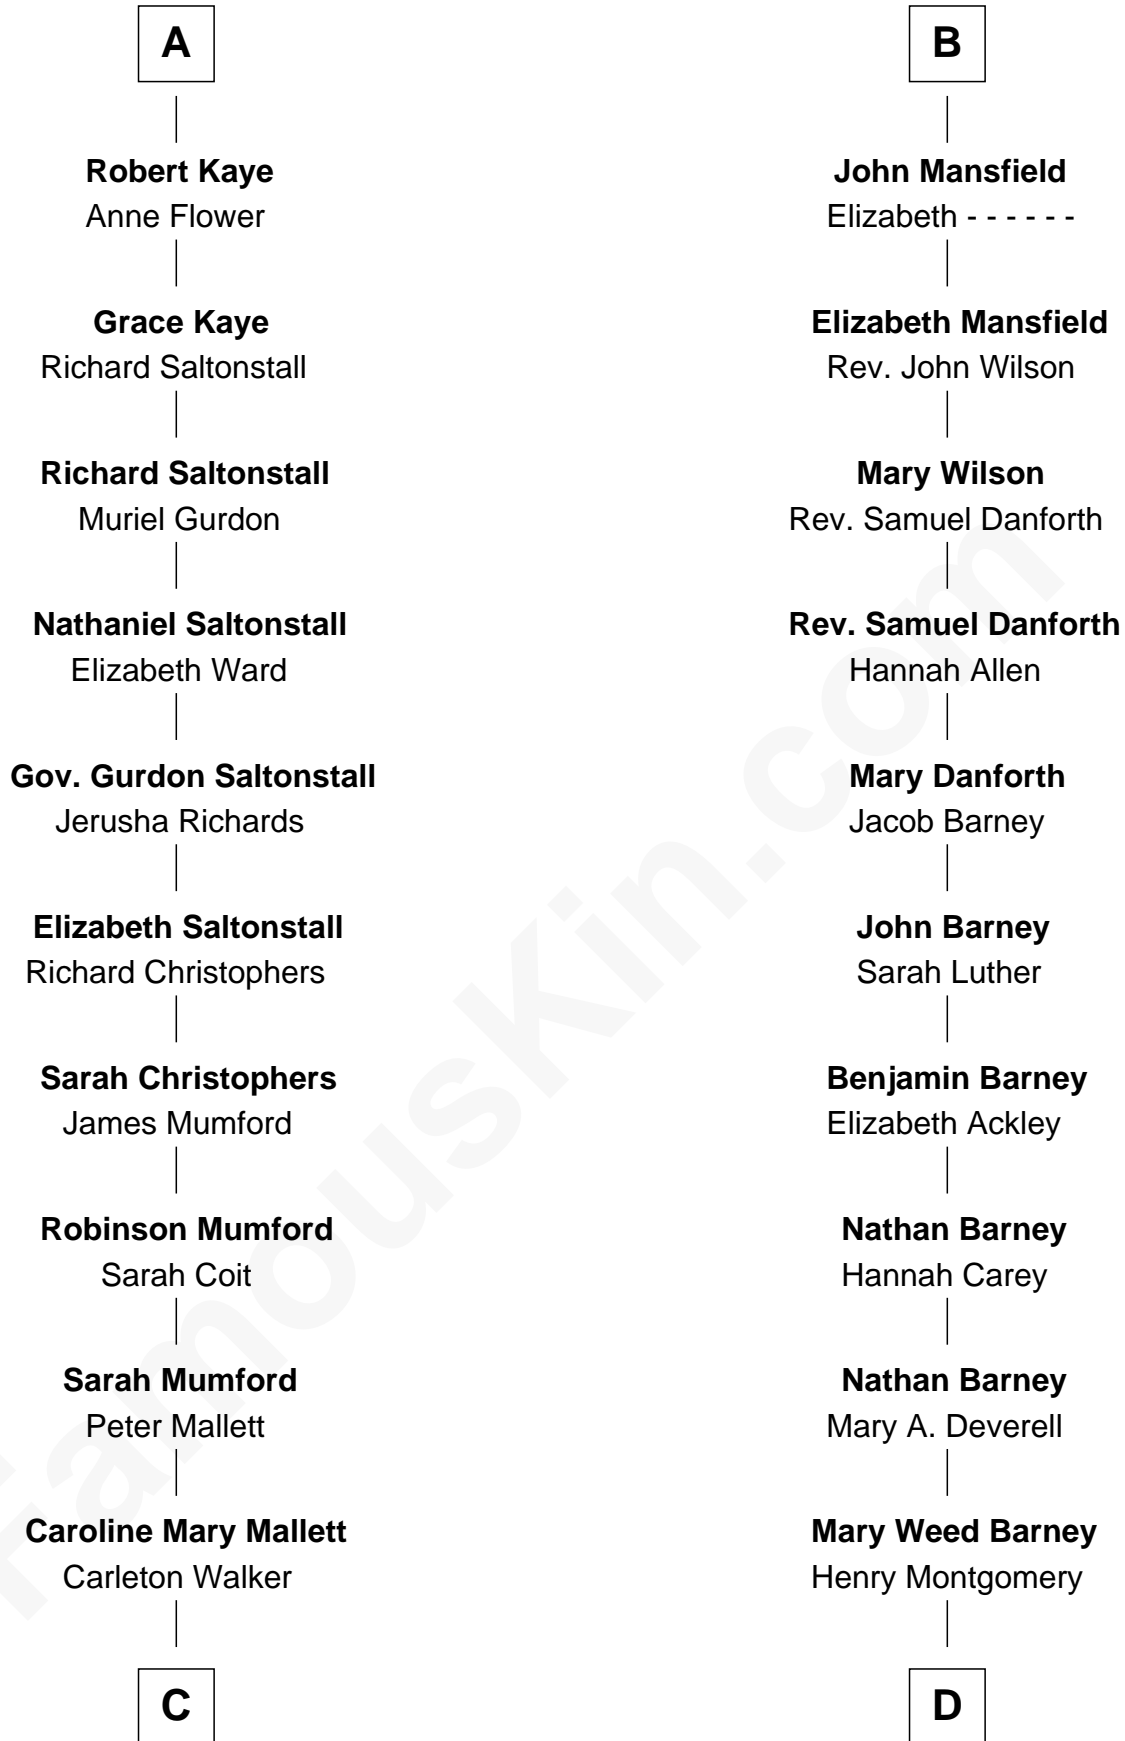 A
Robert Kaye
Anne Flower
Grace Kaye
Richard Saltonstall
Richard Saltonstall
Muriel Gurdon
Nathaniel Saltonstall
Elizabeth Ward
Gov. Gurdon Saltonstall
Jerusha Richards
Elizabeth Saltonstall
Richard Christophers
Sarah Christophers
James Mumford
Robinson Mumford
Sarah Coit
Sarah Mumford
Peter Mallett
Caroline Mary Mallett
Carleton Walker
C
B
John Mansfield
Elizabeth - - - - - -
Elizabeth Mansfield
Rev. John Wilson
Mary Wilson
Rev. Samuel Danforth
Rev. Samuel Danforth
Hannah Allen
Mary Danforth
Jacob Barney
John Barney
Sarah Luther
Benjamin Barney
Elizabeth Ackley
Nathan Barney
Hannah Carey
Nathan Barney
Mary A. Deverell
Mary Weed Barney
Henry Montgomery
D
FamousKin.com